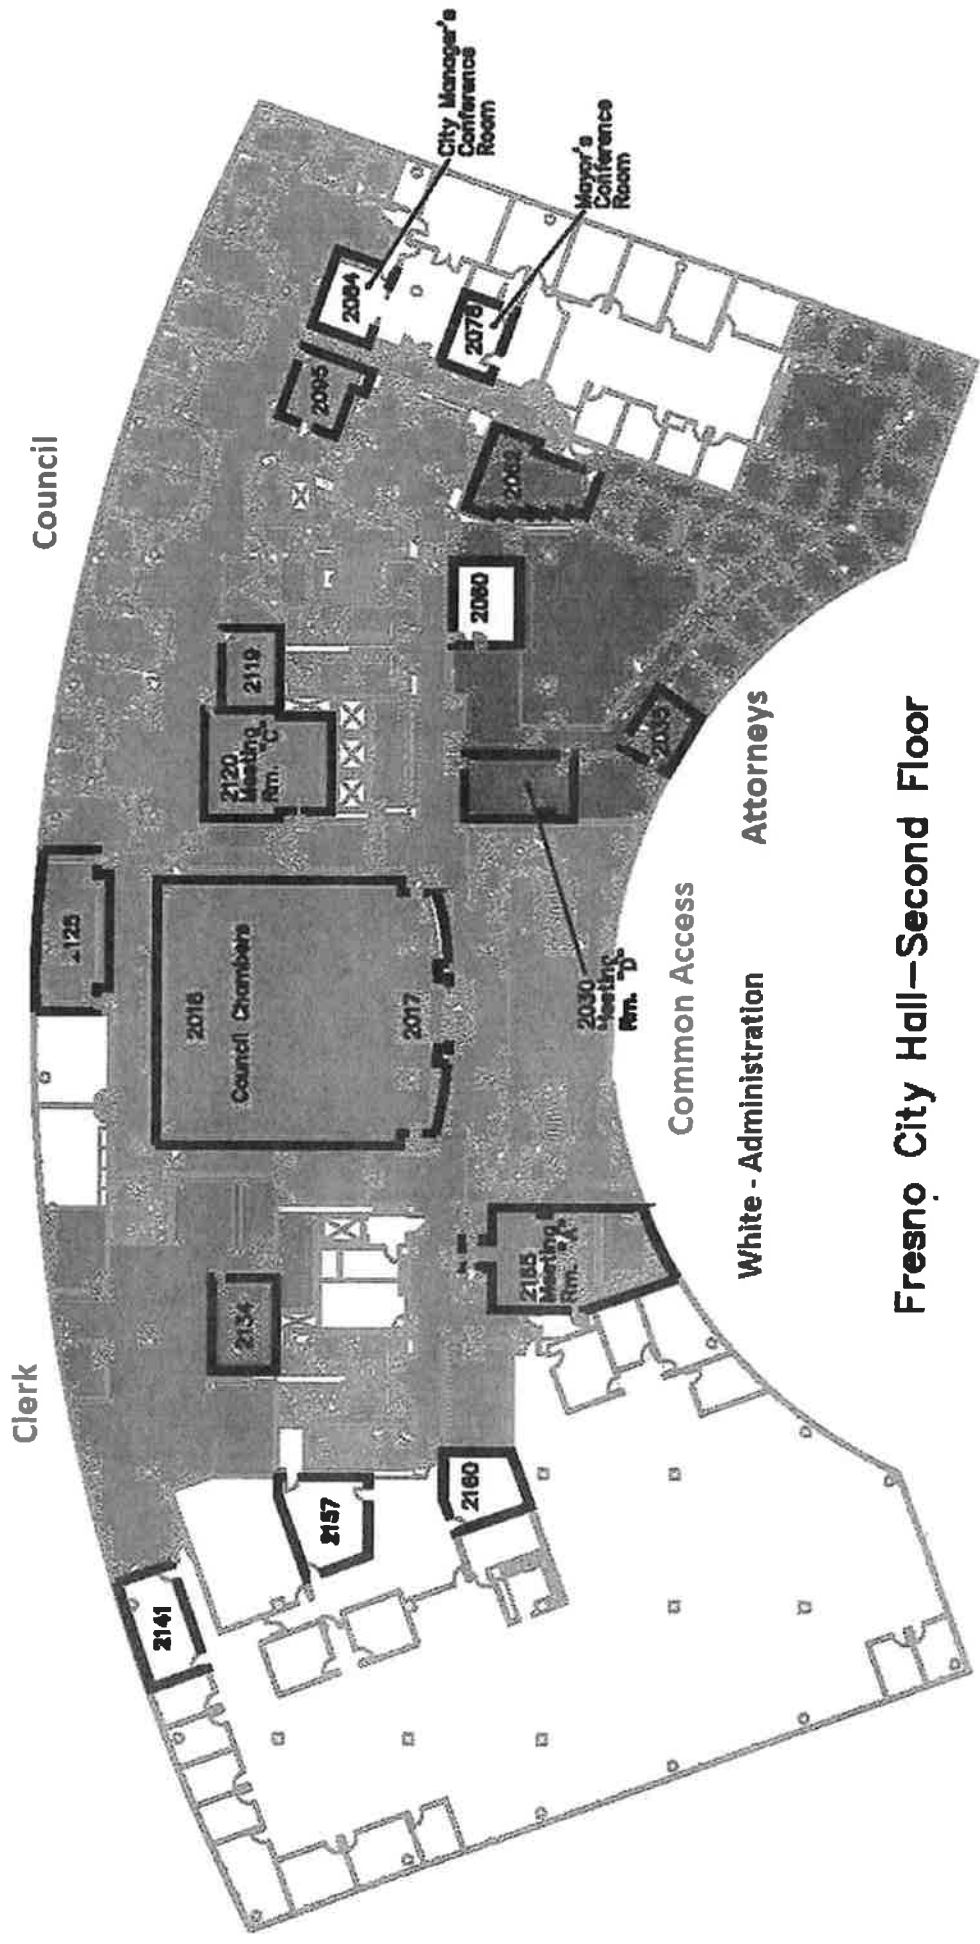 Clerk
Council
2141
2157
2160
2134
2125
2016
Council Chambers
2017
2120
Meeting
Rm. "C"
2119
2095
2084
City Manager's
Conference
Room
Mayor's
Conference
Room
2062
2060
2035
2030
Meeting
Rm. "D"
2165
Meeting
Rm. "A"
Common Access
Attorneys
White - Administration
Fresno City Hall—Second Floor